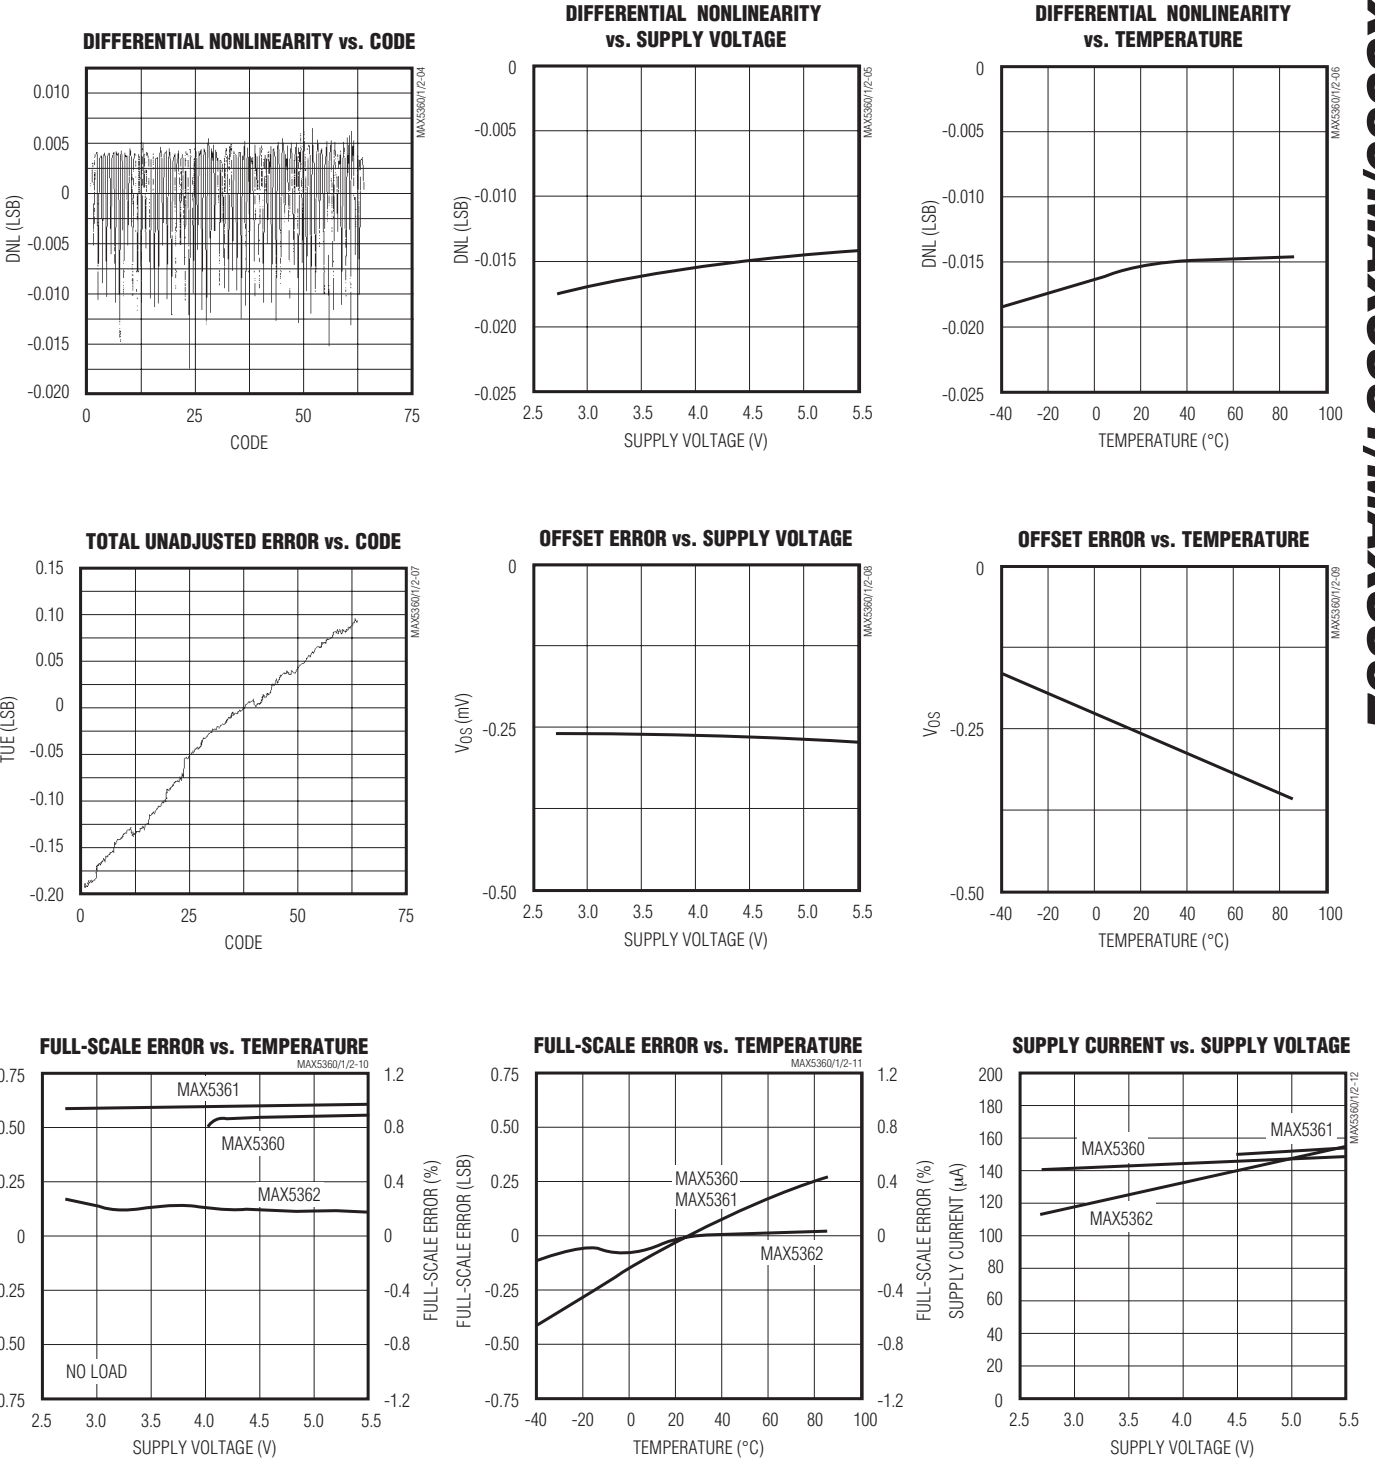 DIFFERENTIAL NONLINEARITY vs. CODE
MAX5360/1/2-04
0.010
0.005
0
-0.005
-0.010
-0.015
-0.020
DNL (LSB)
0 25 50 75
CODE
DIFFERENTIAL NONLINEARITY
vs. SUPPLY VOLTAGE
MAX5360/1/2-05
0
-0.005
-0.010
-0.015
-0.020
-0.025
DNL (LSB)
2.5 3.0 3.5 4.0 4.5 5.0 5.5
SUPPLY VOLTAGE (V)
DIFFERENTIAL NONLINEARITY
vs. TEMPERATURE
MAX5360/1/2-06
0
-0.005
-0.010
-0.015
-0.020
-0.025
DNL (LSB)
-40 -20 0 20 40 60 80 100
TEMPERATURE (°C)
TOTAL UNADJUSTED ERROR vs. CODE
MAX5360/1/2-07
0.15
0.10
0.05
0
-0.05
-0.10
-0.15
-0.20
TUE (LSB)
0 25 50 75
CODE
OFFSET ERROR vs. SUPPLY VOLTAGE
MAX5360/1/2-08
0
-0.25
-0.50
VOS (mV)
2.5 3.0 3.5 4.0 4.5 5.0 5.5
SUPPLY VOLTAGE (V)
OFFSET ERROR vs. TEMPERATURE
MAX5360/1/2-09
0
-0.25
-0.50
VOS
-40 -20 0 20 40 60 80 100
TEMPERATURE (°C)
FULL-SCALE ERROR vs. TEMPERATURE
MAX5360/1/2-10
0.75
0.50
0.25
0
0.25
0.50
0.75
MAX5361
MAX5360
MAX5362
NO LOAD
1.2
0.8
0.4
0
-0.4
-0.8
-1.2
FULL-SCALE ERROR (%)
2.5 3.0 3.5 4.0 4.5 5.0 5.5
SUPPLY VOLTAGE (V)
FULL-SCALE ERROR vs. TEMPERATURE
MAX5360/1/2-11
0.75
0.50
0.25
0
-0.25
-0.50
-0.75
FULL-SCALE ERROR (LSB)
MAX5360
MAX5361
MAX5362
1.2
0.8
0.4
0
-0.4
-0.8
-1.2
FULL-SCALE ERROR (%)
-40 -20 0 20 40 60 80 100
TEMPERATURE (°C)
SUPPLY CURRENT vs. SUPPLY VOLTAGE
MAX5360/1/2-12
200
180
160
140
120
100
80
60
40
20
0
SUPPLY CURRENT (µA)
MAX5361
MAX5360
MAX5362
2.5 3.0 3.5 4.0 4.5 5.0 5.5
SUPPLY VOLTAGE (V)